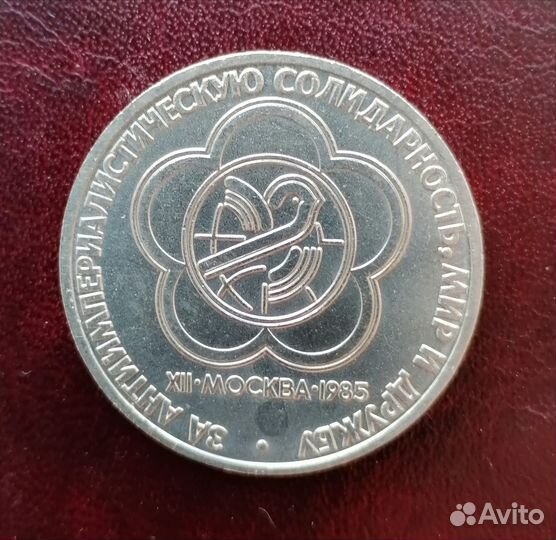 ЗА АНТИИМПЕРИАЛИСТИЧЕСКУЮ СОЛИДАРНОСТЬ, МИР И ДРУЖБУ •
XII • МОСКВА • 1985
Avito